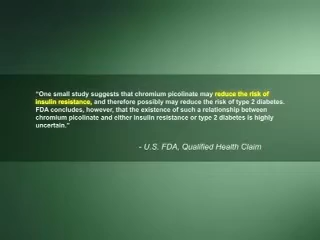 "One small study suggests that chromium picolinate may reduce the risk of
insulin resistance, and therefore possibly may reduce the risk of type 2 diabetes.
FDA concludes, however, that the existence of such a relationship between
chromium picolinate and either insulin resistance or type 2 diabetes is highly
uncertain."
- U.S. FDA, Qualified Health Claim